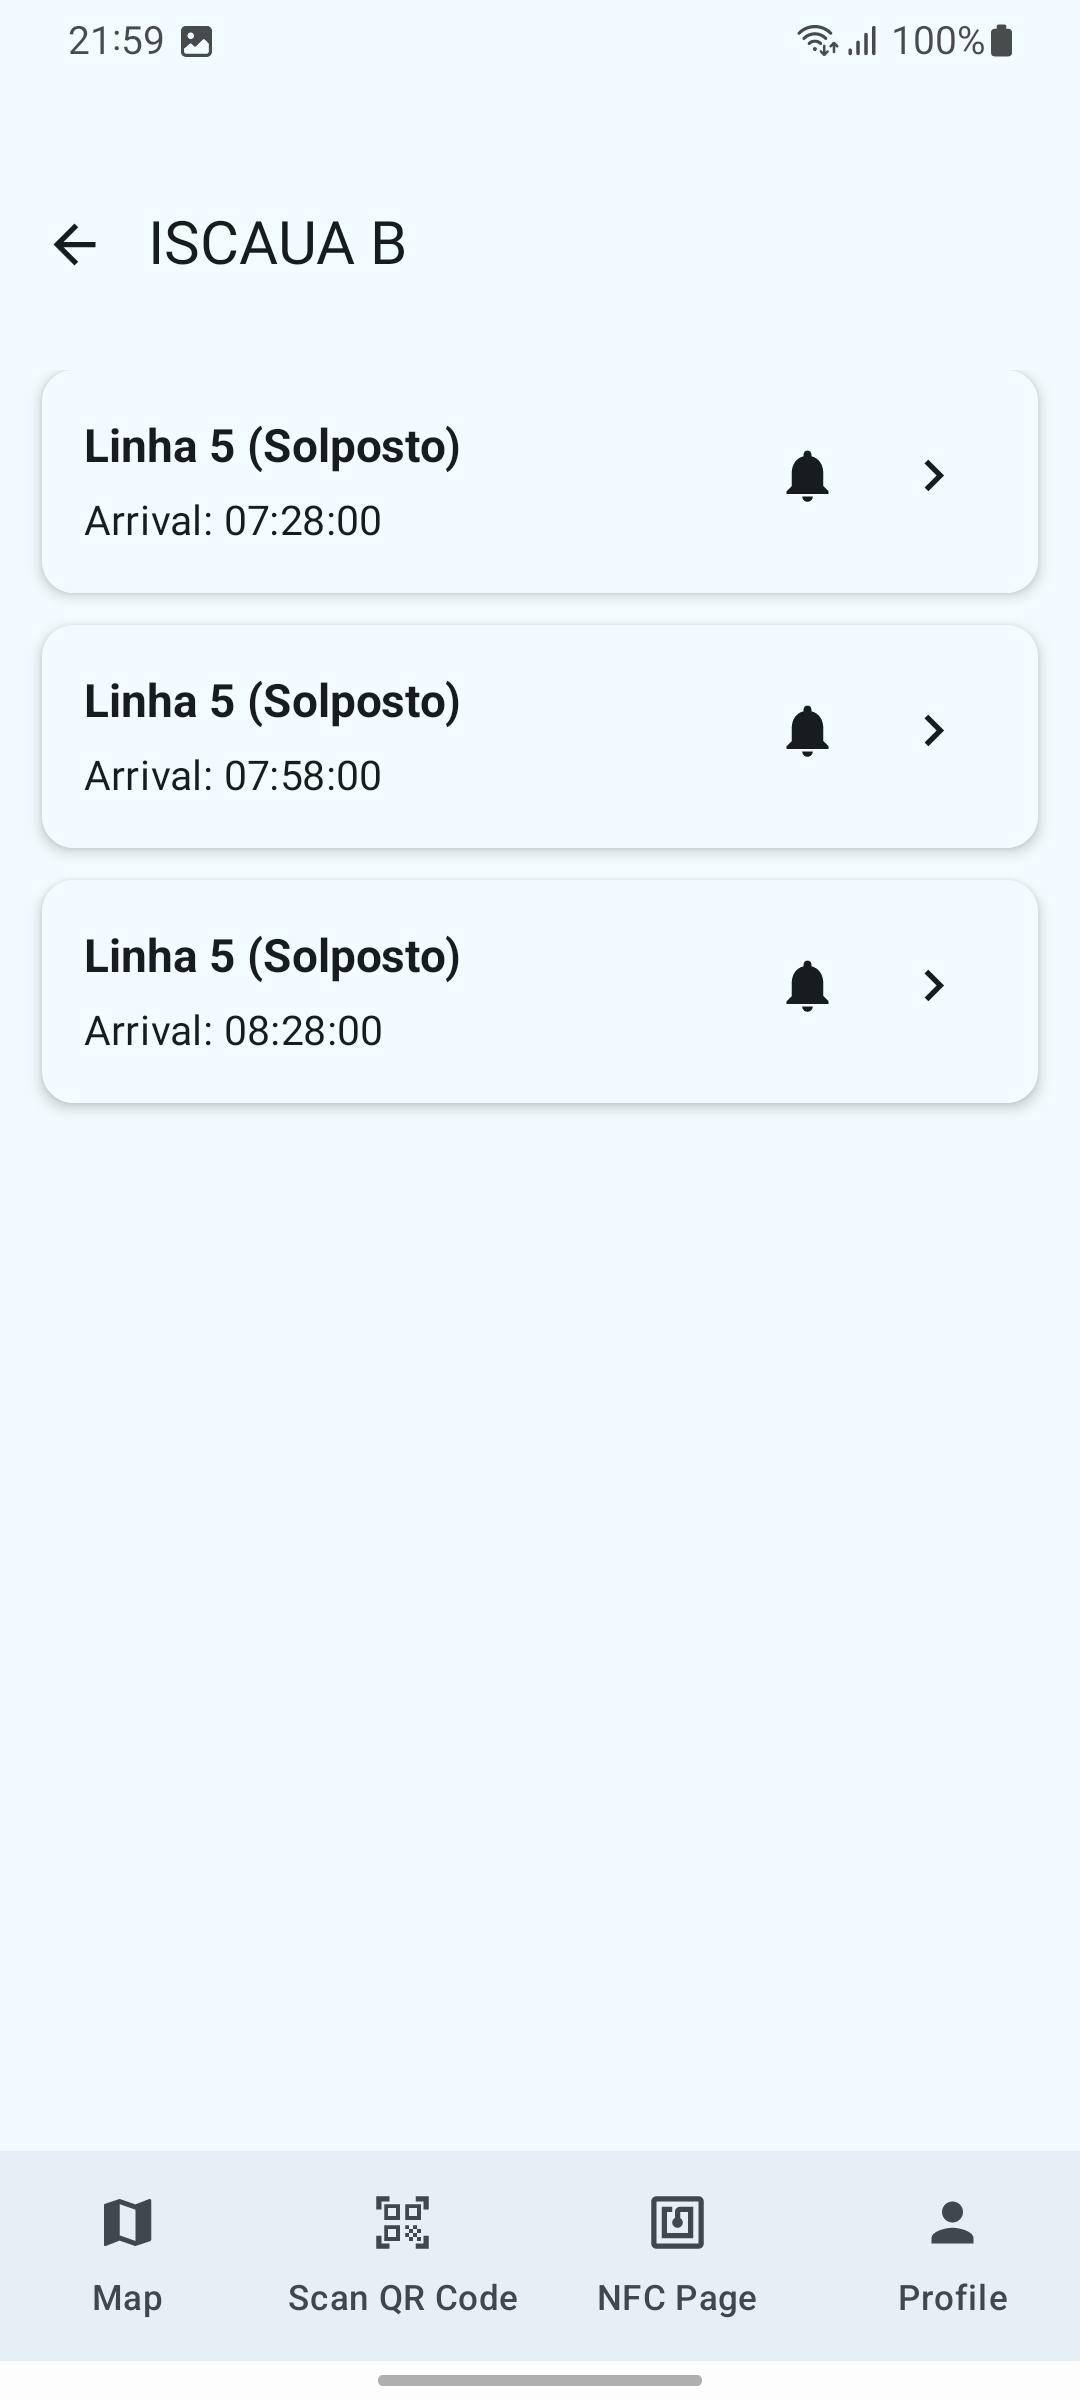 21:59 100%
ISCAUA B
Linha 5 (Solposto)
Arrival: 07:28:00
Linha 5 (Solposto)
Arrival: 07:58:00
Linha 5 (Solposto)
Arrival: 08:28:00
Map Scan QR Code NFC Page Profile